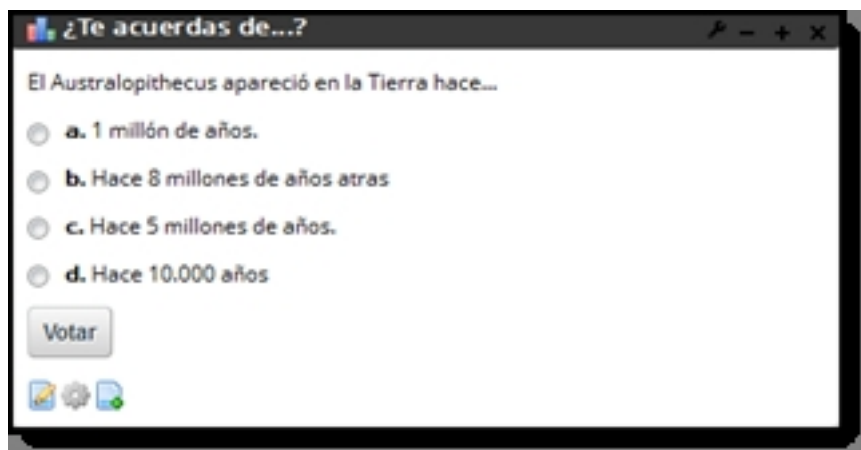 ¿Te acuerdas de...?
El Australopithecus apareció en la Tierra hace...
a. 1 millón de años.
b. Hace 8 millones de años atras
c. Hace 5 millones de años.
d. Hace 10.000 años
Votar